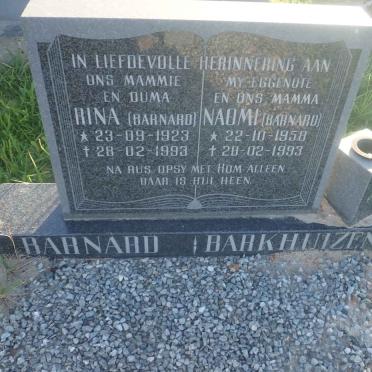 IN LIEFDEVOLLE HERINNERING AAN
ONS MAMMIE
EN OUMA
RINA (BARNARD)
* 23-09-1923
† 28-02-1993
MY EGGENOTE
EN ONS MAMMA
NAOMI (BARNARD)
* 22-10-1958
† 28-02-1993
NA RUS OPSY MET HOM ALLEEN
DAAR IS HUL HEEN.
BARNARD BARKHUIZEN